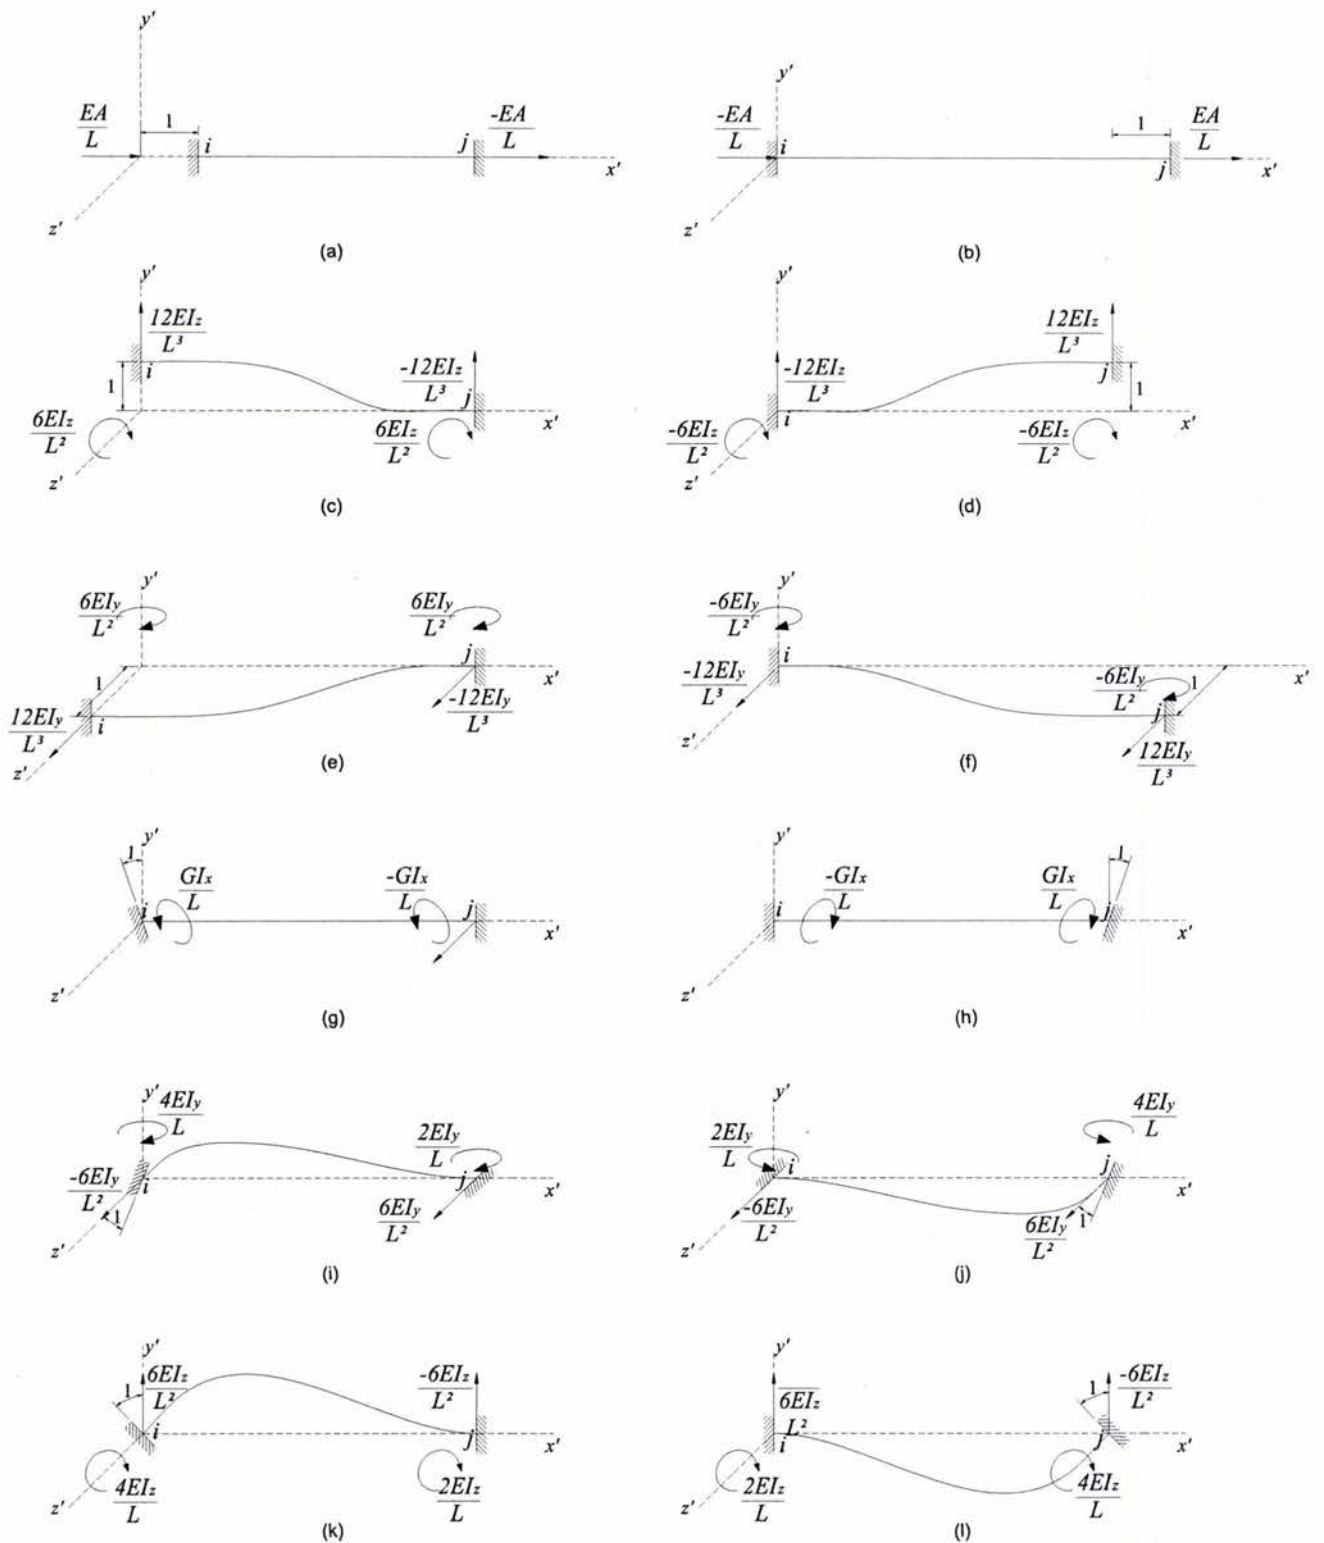 y'
EA
L
1
i
j
-EA
L
x'
z'
(a)
y'
-EA
L
i
1
EA
L
j
x'
z'
(b)
y'
12EIz
L³
i
1
-12EIz
L³
j
x'
6EIz
L²
6EIz
L²
z'
(c)
y'
12EIz
L³
j
-12EIz
L³
1
i
x'
-6EIz
L²
-6EIz
L²
z'
(d)
y'
6EIy
L²
6EIy
L²
j
1
x'
12EIy
L³
i
-12EIy
L³
z'
(e)
y'
-6EIy
L²
i
-12EIy
L³
-6EIy
L²
1
x'
j
12EIy
L³
z'
(f)
y'
1
i
GIx
L
-GIx
L
j
x'
z'
(g)
y'
1
i
-GIx
L
GIx
L
j
x'
z'
(h)
y'
4EIy
L
2EIy
L
j
-6EIy
L²
i
x'
6EIy
L²
1
z'
(i)
y'
4EIy
L
2EIy
L
i
j
x'
-6EIy
L²
6EIy
L²
1
z'
(j)
y'
1
6EIz
L²
-6EIz
L²
i
j
x'
4EIz
L
2EIz
L
z'
(k)
y'
1
-6EIz
L²
6EIz
L²
i
j
x'
2EIz
L
4EIz
L
z'
(l)